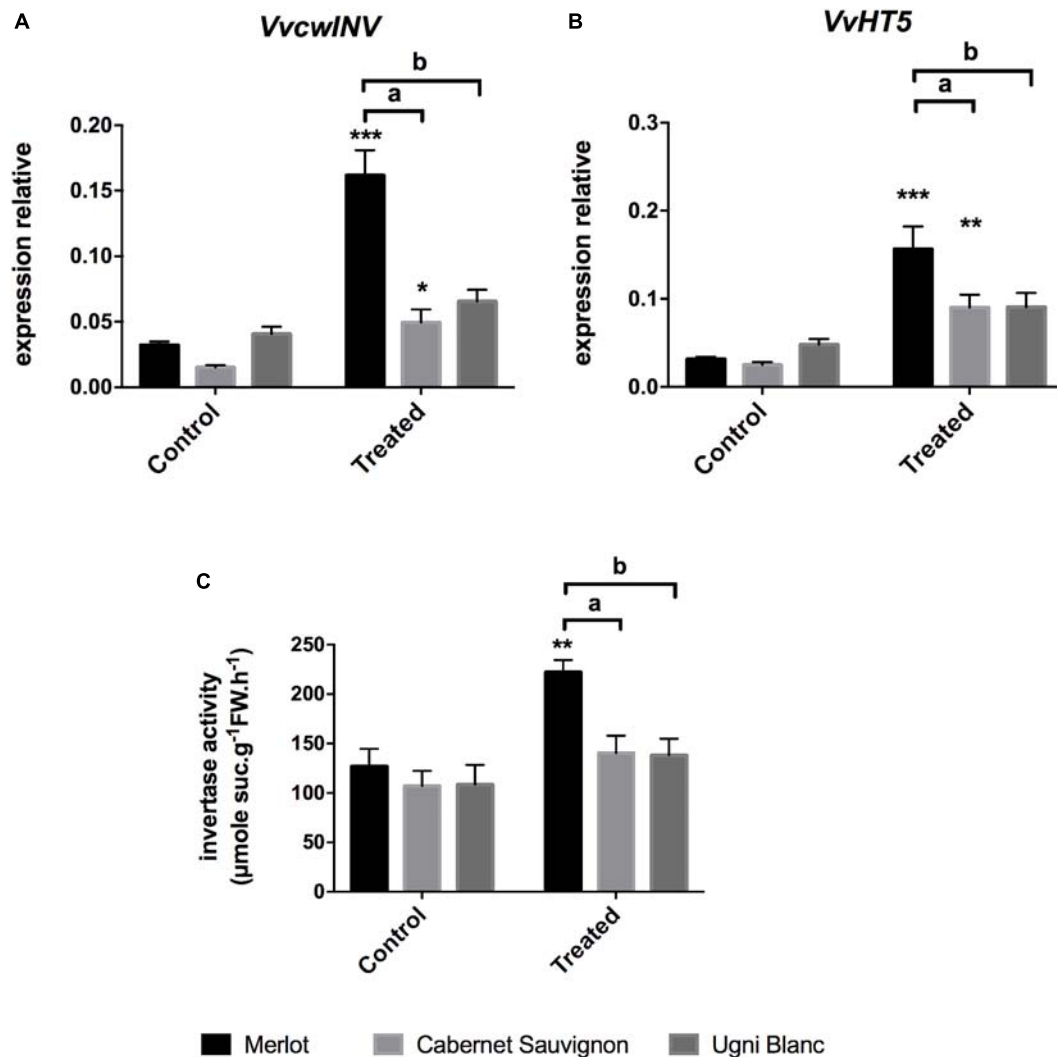 A
VvcwINV
b
a
***
*
expression relative
0.20
0.15
0.10
0.05
0.00
Control
Treated
B
VvHT5
b
a
***
**
expression relative
0.3
0.2
0.1
0.0
Control
Treated
C
b
a
**
invertase activity
(µmole suc.g⁻¹FW.h⁻¹)
250
200
150
100
50
0
Control
Treated
Merlot
Cabernet Sauvignon
Ugni Blanc